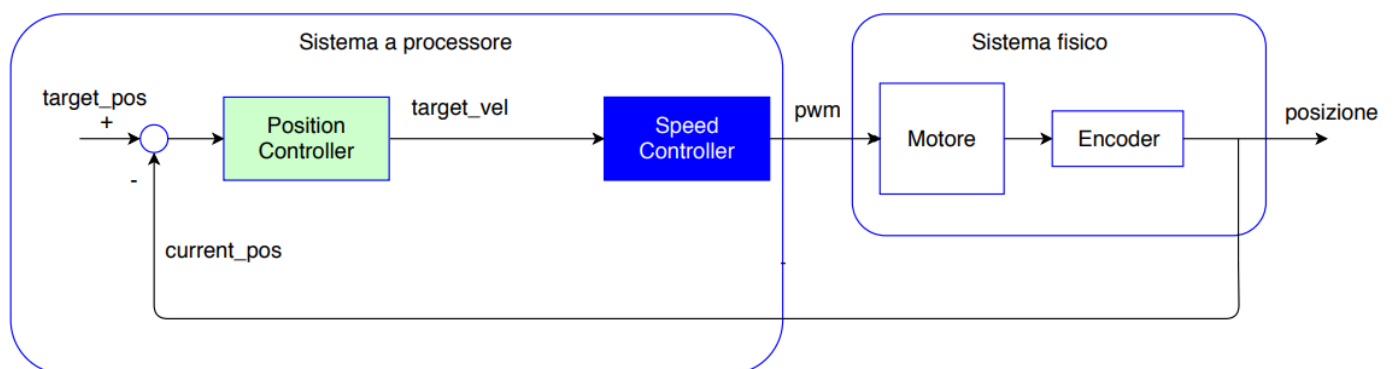 Sistema a processore
Sistema fisico
target_pos
+
-
current_pos
Position
Controller
target_vel
Speed
Controller
pwm
Motore
Encoder
posizione
-